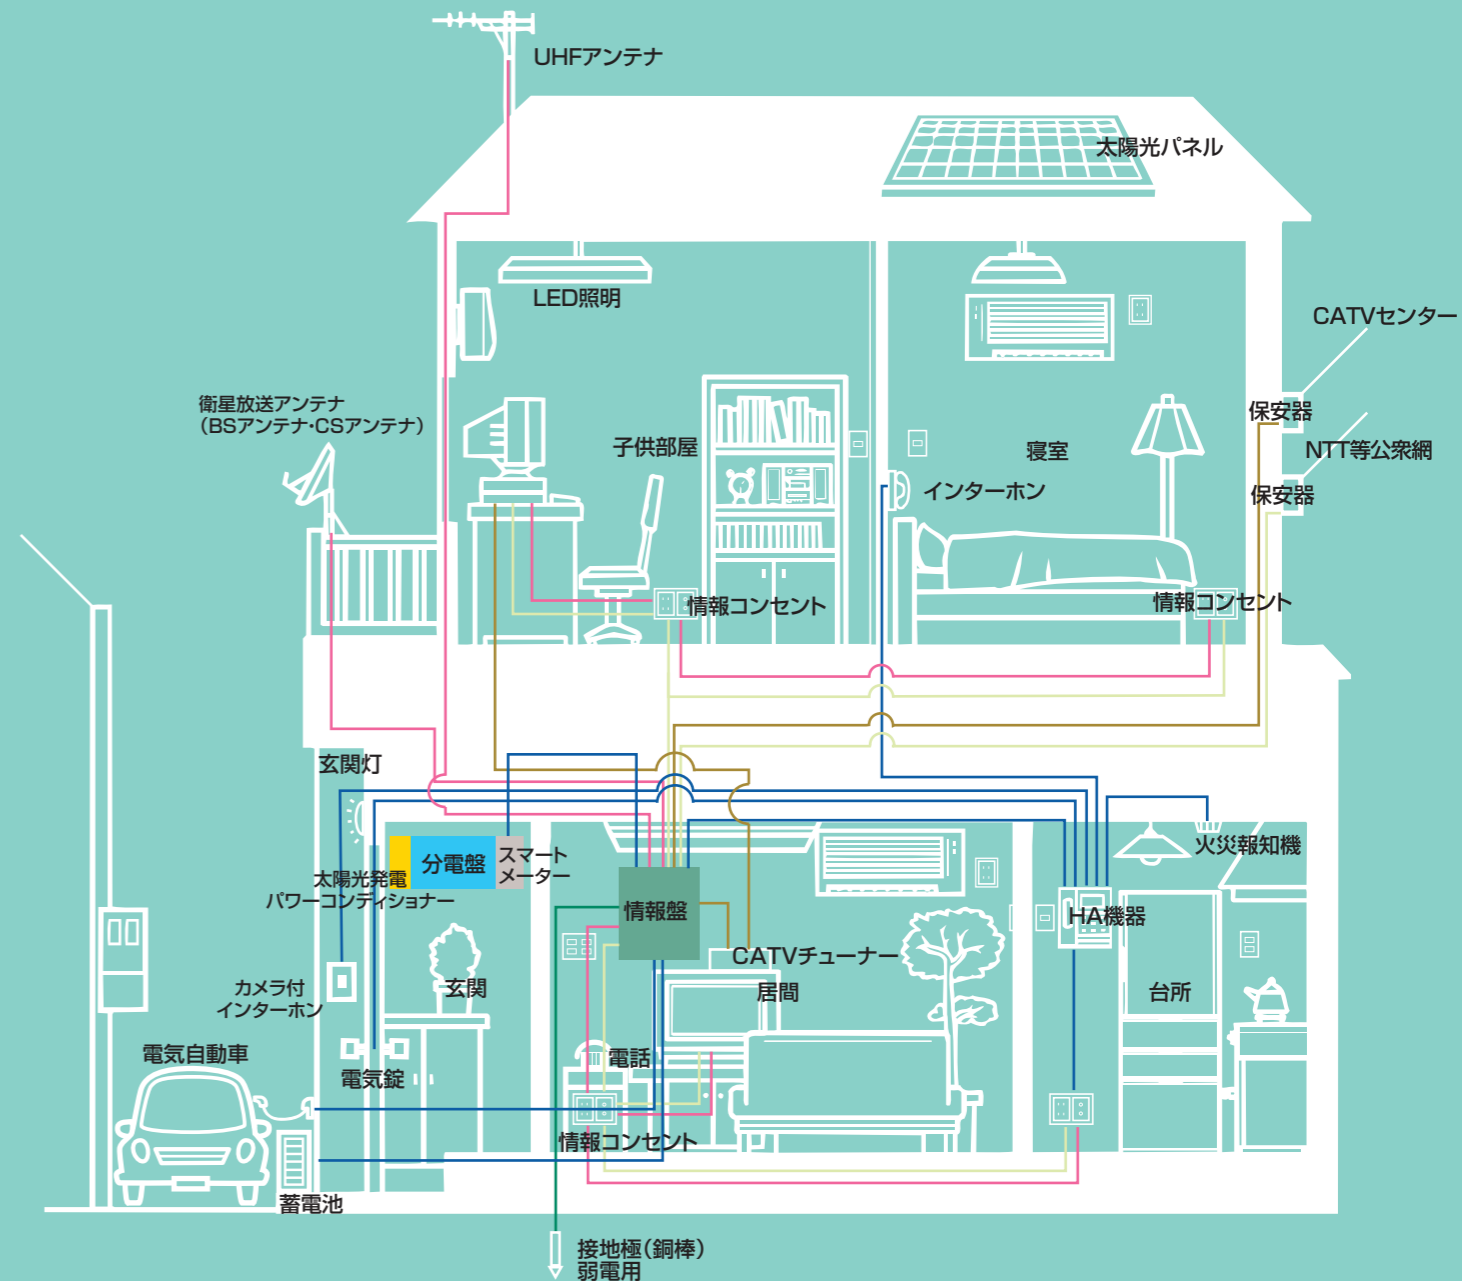 UHFアンテナ
太陽光パネル
LED照明
CATVセンター
衛星放送アンテナ
（BSアンテナ・CSアンテナ）
保安器
子供部屋
寝室
NTT等公衆網
インターホン
保安器
情報コンセント
情報コンセント
玄関灯
分電盤
スマート
メーター
火災報知機
太陽光発電
パワーコンディショナー
情報盤
HA機器
CATVチューナー
カメラ付
インターホン
玄関
居間
台所
電気自動車
電気錠
電話
情報コンセント
蓄電池
接地極（銅棒）
弱電用